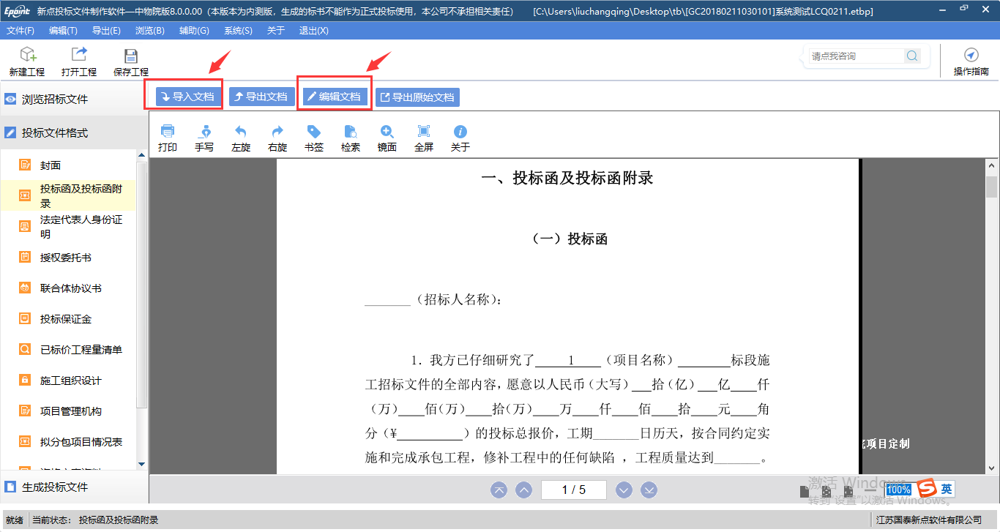 Epoint 新点投标文件制作软件—中物院版8.0.0.00（本版本为内测版，生成的标书不能作为正式投标使用，本公司不承担相关责任） [C:\Users\liuchangqing\Desktop\tb\[GC20180211030101]系统测试LCQ0211.etbp]
文件(F) 编辑(T) 导出(E) 浏览(B) 辅助(G) 系统(S) 关于 退出(X)
新建工程 打开工程 保存工程 请点我咨询 操作指南
浏览招标文件
投标文件格式
封面
投标函及投标函附
录
法定代表人身份证
明
授权委托书
联合体协议书
投标保证金
已标价工程量清单
施工组织设计
项目管理机构
拟分包项目情况表
生成投标文件
导入文档 导出文档 编辑文档 导出原始文档
打印 手写 左旋 右旋 书签 检索 镜面 全屏 关于
一、投标函及投标函附录
（一）投标函
_______（招标人名称）：
1. 我方已仔细研究了_____1____（项目名称）________标段施
工招标文件的全部内容，愿意以人民币（大写）___拾（亿）___亿____仟
（万）____佰（万）____拾（万）____万____仟____佰____拾____元____角
分（¥__________）的投标总报价，工期_______日历天，按合同约定实
施和完成承包工程，修补工程中的任何缺陷 ，工程质量达到_______。
项目定制
1 / 5
激活 Windows
转到"设置"以激活 Windows。
100%
英
就绪 当前状态： 投标函及投标函附录 江苏国泰新点软件有限公司